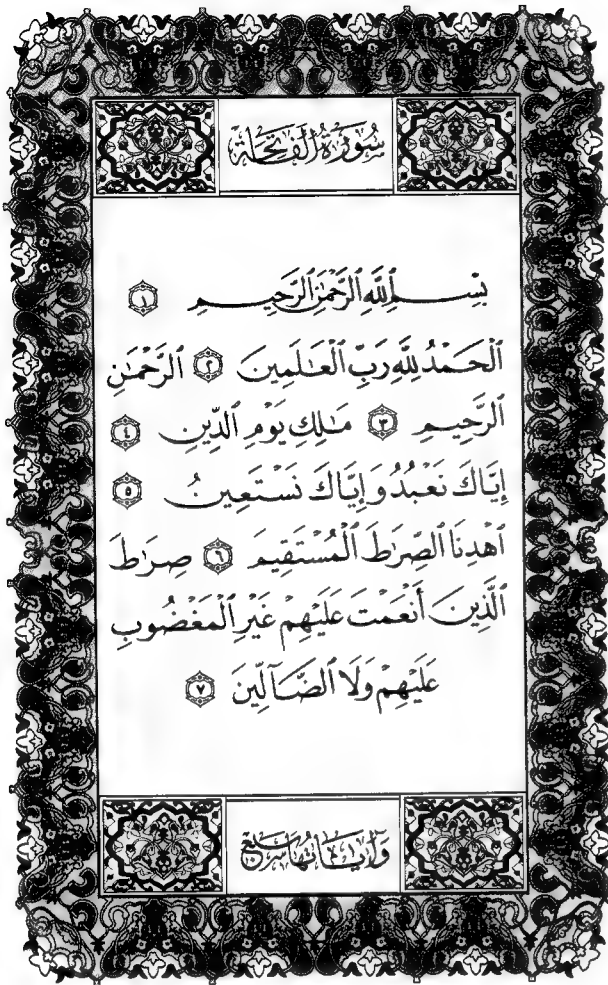 سُورَةُ ٱلْفَاتِحَةِ
بِسْمِ ٱللَّهِ ٱلرَّحْمَٰنِ ٱلرَّحِيمِ ١
ٱلْحَمْدُ لِلَّهِ رَبِّ ٱلْعَٰلَمِينَ ٢ ٱلرَّحْمَٰنِ
ٱلرَّحِيمِ ٣ مَٰلِكِ يَوْمِ ٱلدِّينِ ٤
إِيَّاكَ نَعْبُدُ وَإِيَّاكَ نَسْتَعِينُ ٥
ٱهْدِنَا ٱلصِّرَٰطَ ٱلْمُسْتَقِيمَ ٦ صِرَٰطَ
ٱلَّذِينَ أَنْعَمْتَ عَلَيْهِمْ غَيْرِ ٱلْمَغْضُوبِ
عَلَيْهِمْ وَلَا ٱلضَّآلِّينَ ٧
وَآيَاتُهَا سَبْعٌ